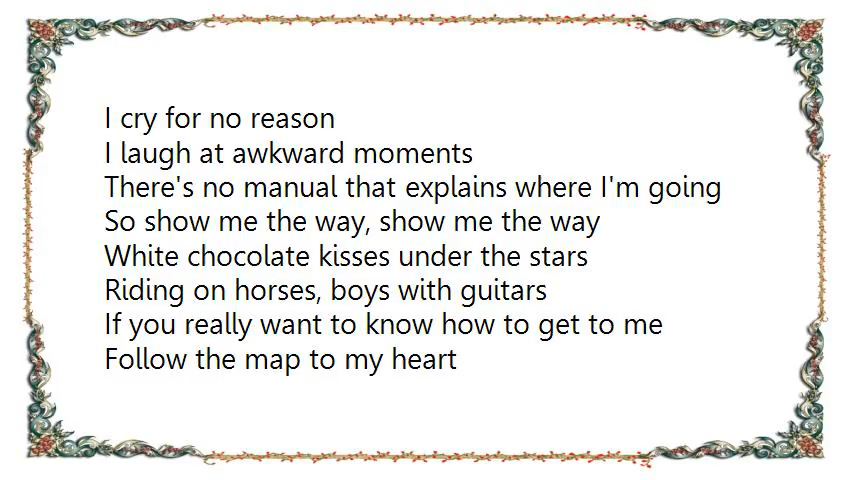 I cry for no reason
I laugh at awkward moments
There's no manual that explains where I'm going
So show me the way, show me the way
White chocolate kisses under the stars
Riding on horses, boys with guitars
If you really want to know how to get to me
Follow the map to my heart